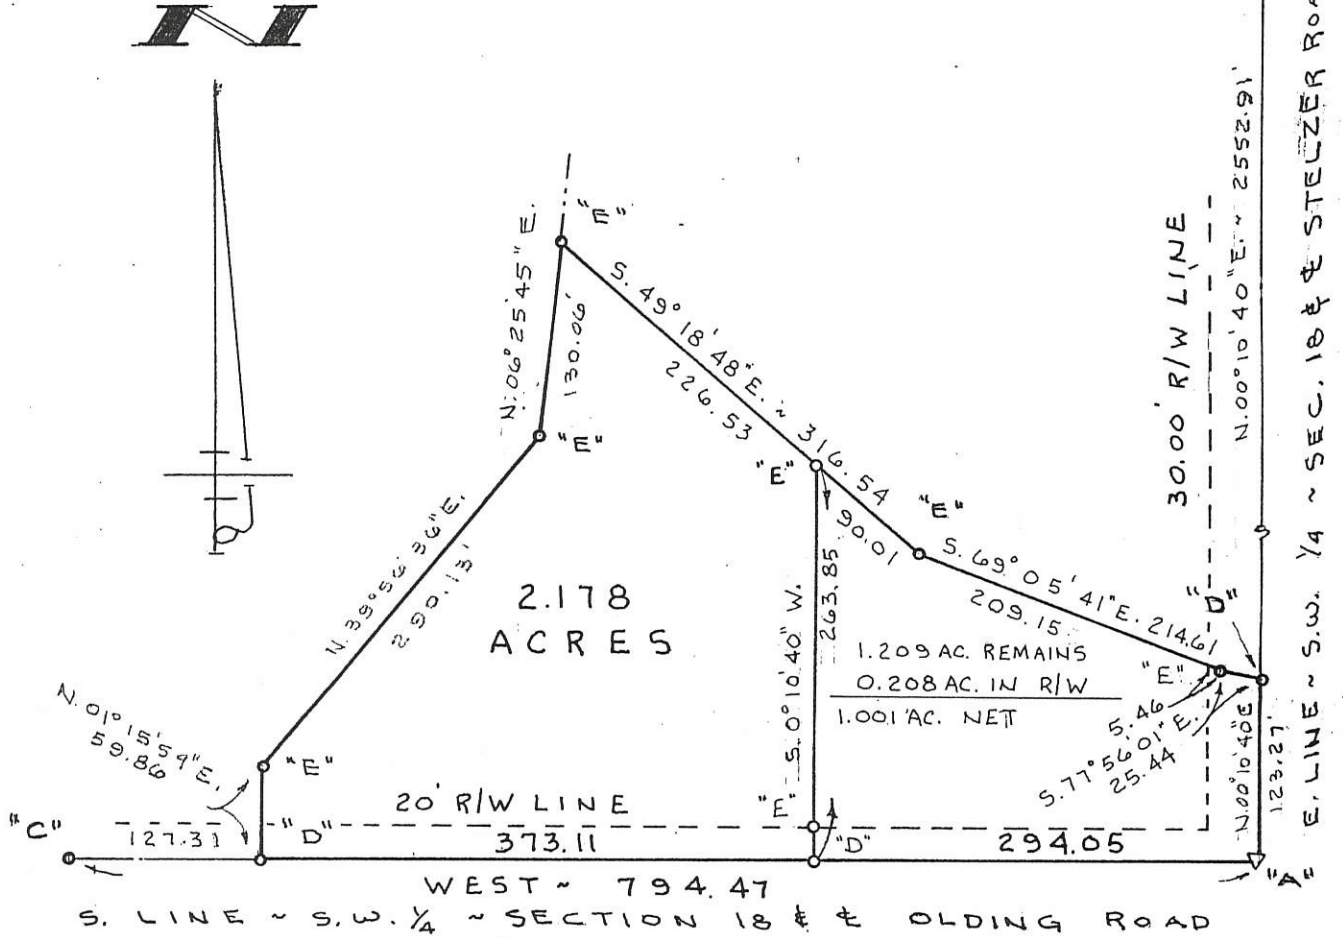 N
"E"
N. 06° 25' 45" E.
130.06'
S. 49° 18' 48" E. ~ 316.54
226.53
90.01
"E"
"E"
"E"
N. 39° 56' 36" E.
290.13'
2.178
ACRES
S. 0° 10' 40" W.
263.85
S. 69° 05' 41" E. 214.61
209.15
"D"
30.00' R/W LINE
N. 00° 10' 40" E. ~ 2552.91'
E. LINE ~ S.W. 1/4 ~ SEC. 18 & ℄ STELZER ROA
1.209 AC. REMAINS
0.208 AC. IN R/W
1.001 AC. NET
"E"
5.46
S. 77° 56' 01" E.
25.44
N. 00° 10' 40" E
123.27'
N. 01° 15' 59" E.
59.86
"E"
20' R/W LINE
"E"
"C"
127.31
"D"
373.11
"D"
294.05
"A"
WEST ~ 794.47
S. LINE ~ S.W. 1/4 ~ SECTION 18 & ℄ OLDING ROAD